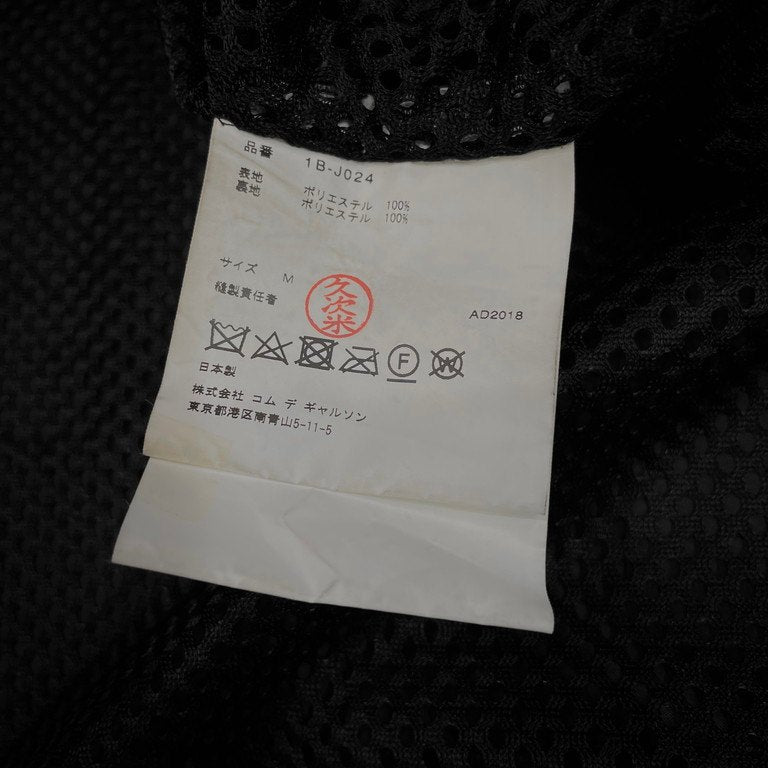 品番 1B-J024
表地 ポリエステル 100%
裏地 ポリエステル 100%
サイズ M
縫製責任者 久次米
AD2018
F W
日本製
株式会社 コム デ ギャルソン
東京都港区南青山5-11-5